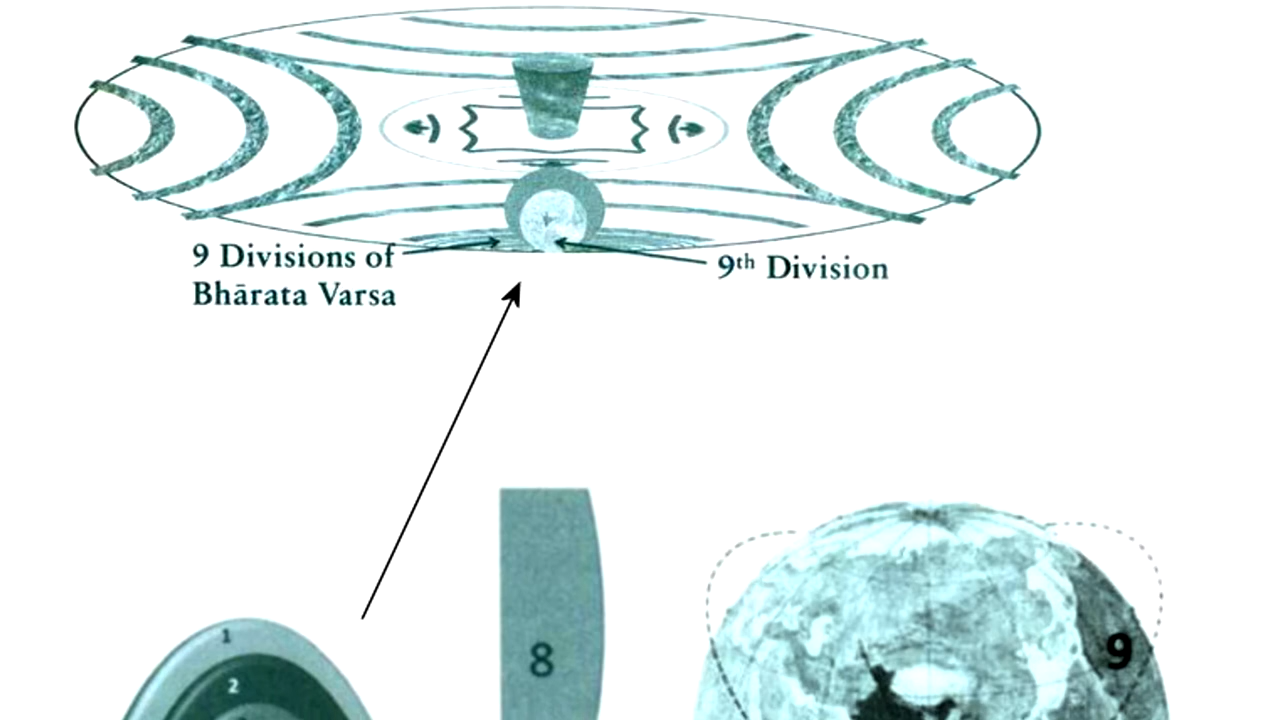 9 Divisions of
Bhārata Varsa
9th Division
1
2
8
9